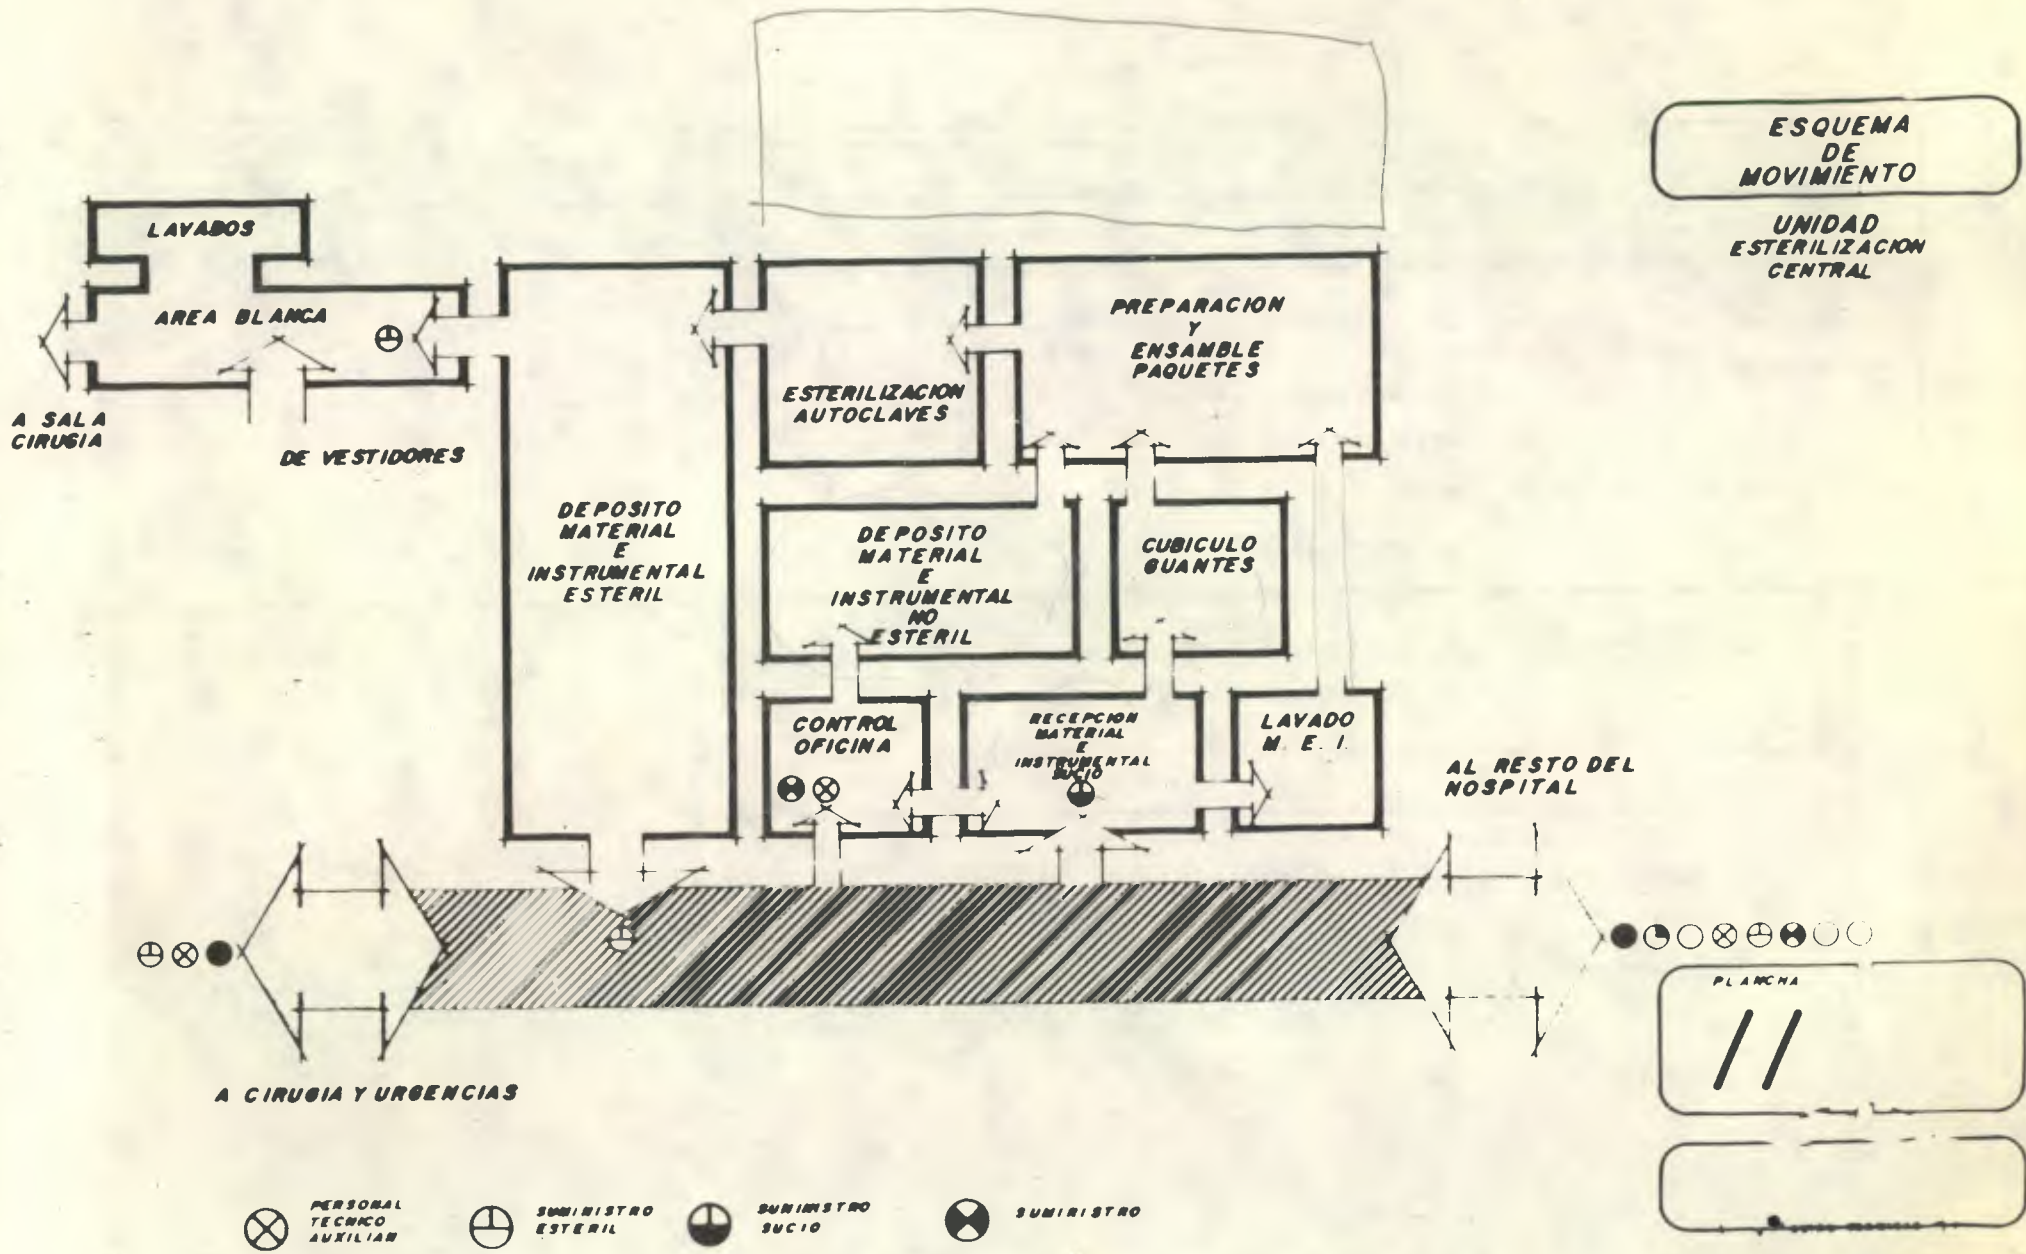 ESQUEMA
DE
MOVIMIENTO
UNIDAD
ESTERILIZACION
CENTRAL
LAVABOS
AREA BLANCA
A SALA
CIRUGIA
DE VESTIDORES
DEPOSITO
MATERIAL
E
INSTRUMENTAL
ESTERIL
ESTERILIZACION
AUTOCLAVES
PREPARACION
Y
ENSAMBLE
PAQUETES
DEPOSITO
MATERIAL
E
INSTRUMENTAL
NO
ESTERIL
CUBICULO
GUANTES
CONTROL
OFICINA
RECEPCION
MATERIAL
E
INSTRUMENTAL
SUCIO
LAVADO
M. E. I.
AL RESTO DEL
HOSPITAL
A CIRUGIA Y URGENCIAS
PLANCHA
11
PERSONAL
TECNICO
AUXILIAR
SUMINISTRO
ESTERIL
SUMINISTRO
SUCIO
SUMINISTRO